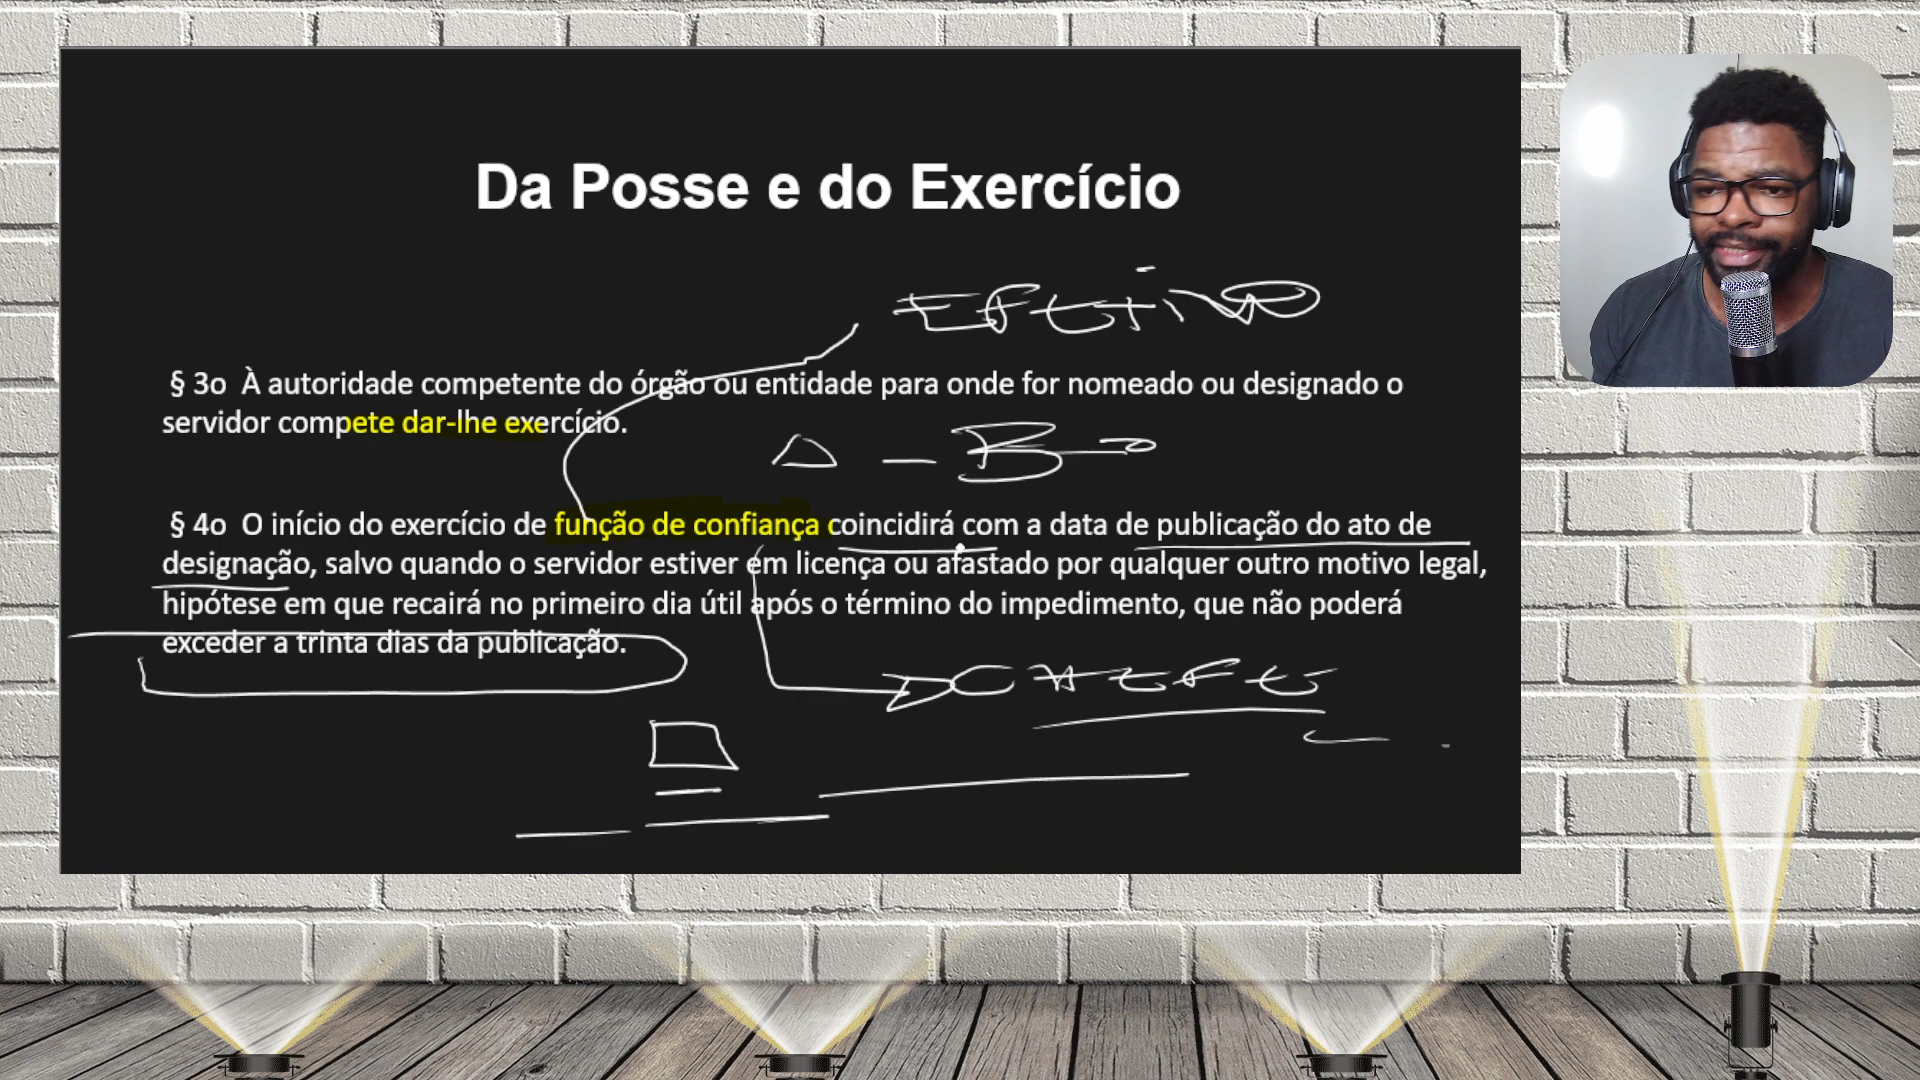 Da Posse e do Exercício
EFETIVO
§ 3o À autoridade competente do órgão ou entidade para onde for nomeado ou designado o
servidor compete dar-lhe exercício.
§ 4o O início do exercício de função de confiança coincidirá com a data de publicação do ato de
designação, salvo quando o servidor estiver em licença ou afastado por qualquer outro motivo legal,
hipótese em que recairá no primeiro dia útil após o término do impedimento, que não poderá
exceder a trinta dias da publicação.
CHEFE